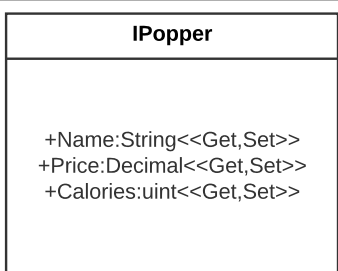 IPopper
+Name:String<<Get,Set>>
+Price:Decimal<<Get,Set>>
+Calories:uint<<Get,Set>>